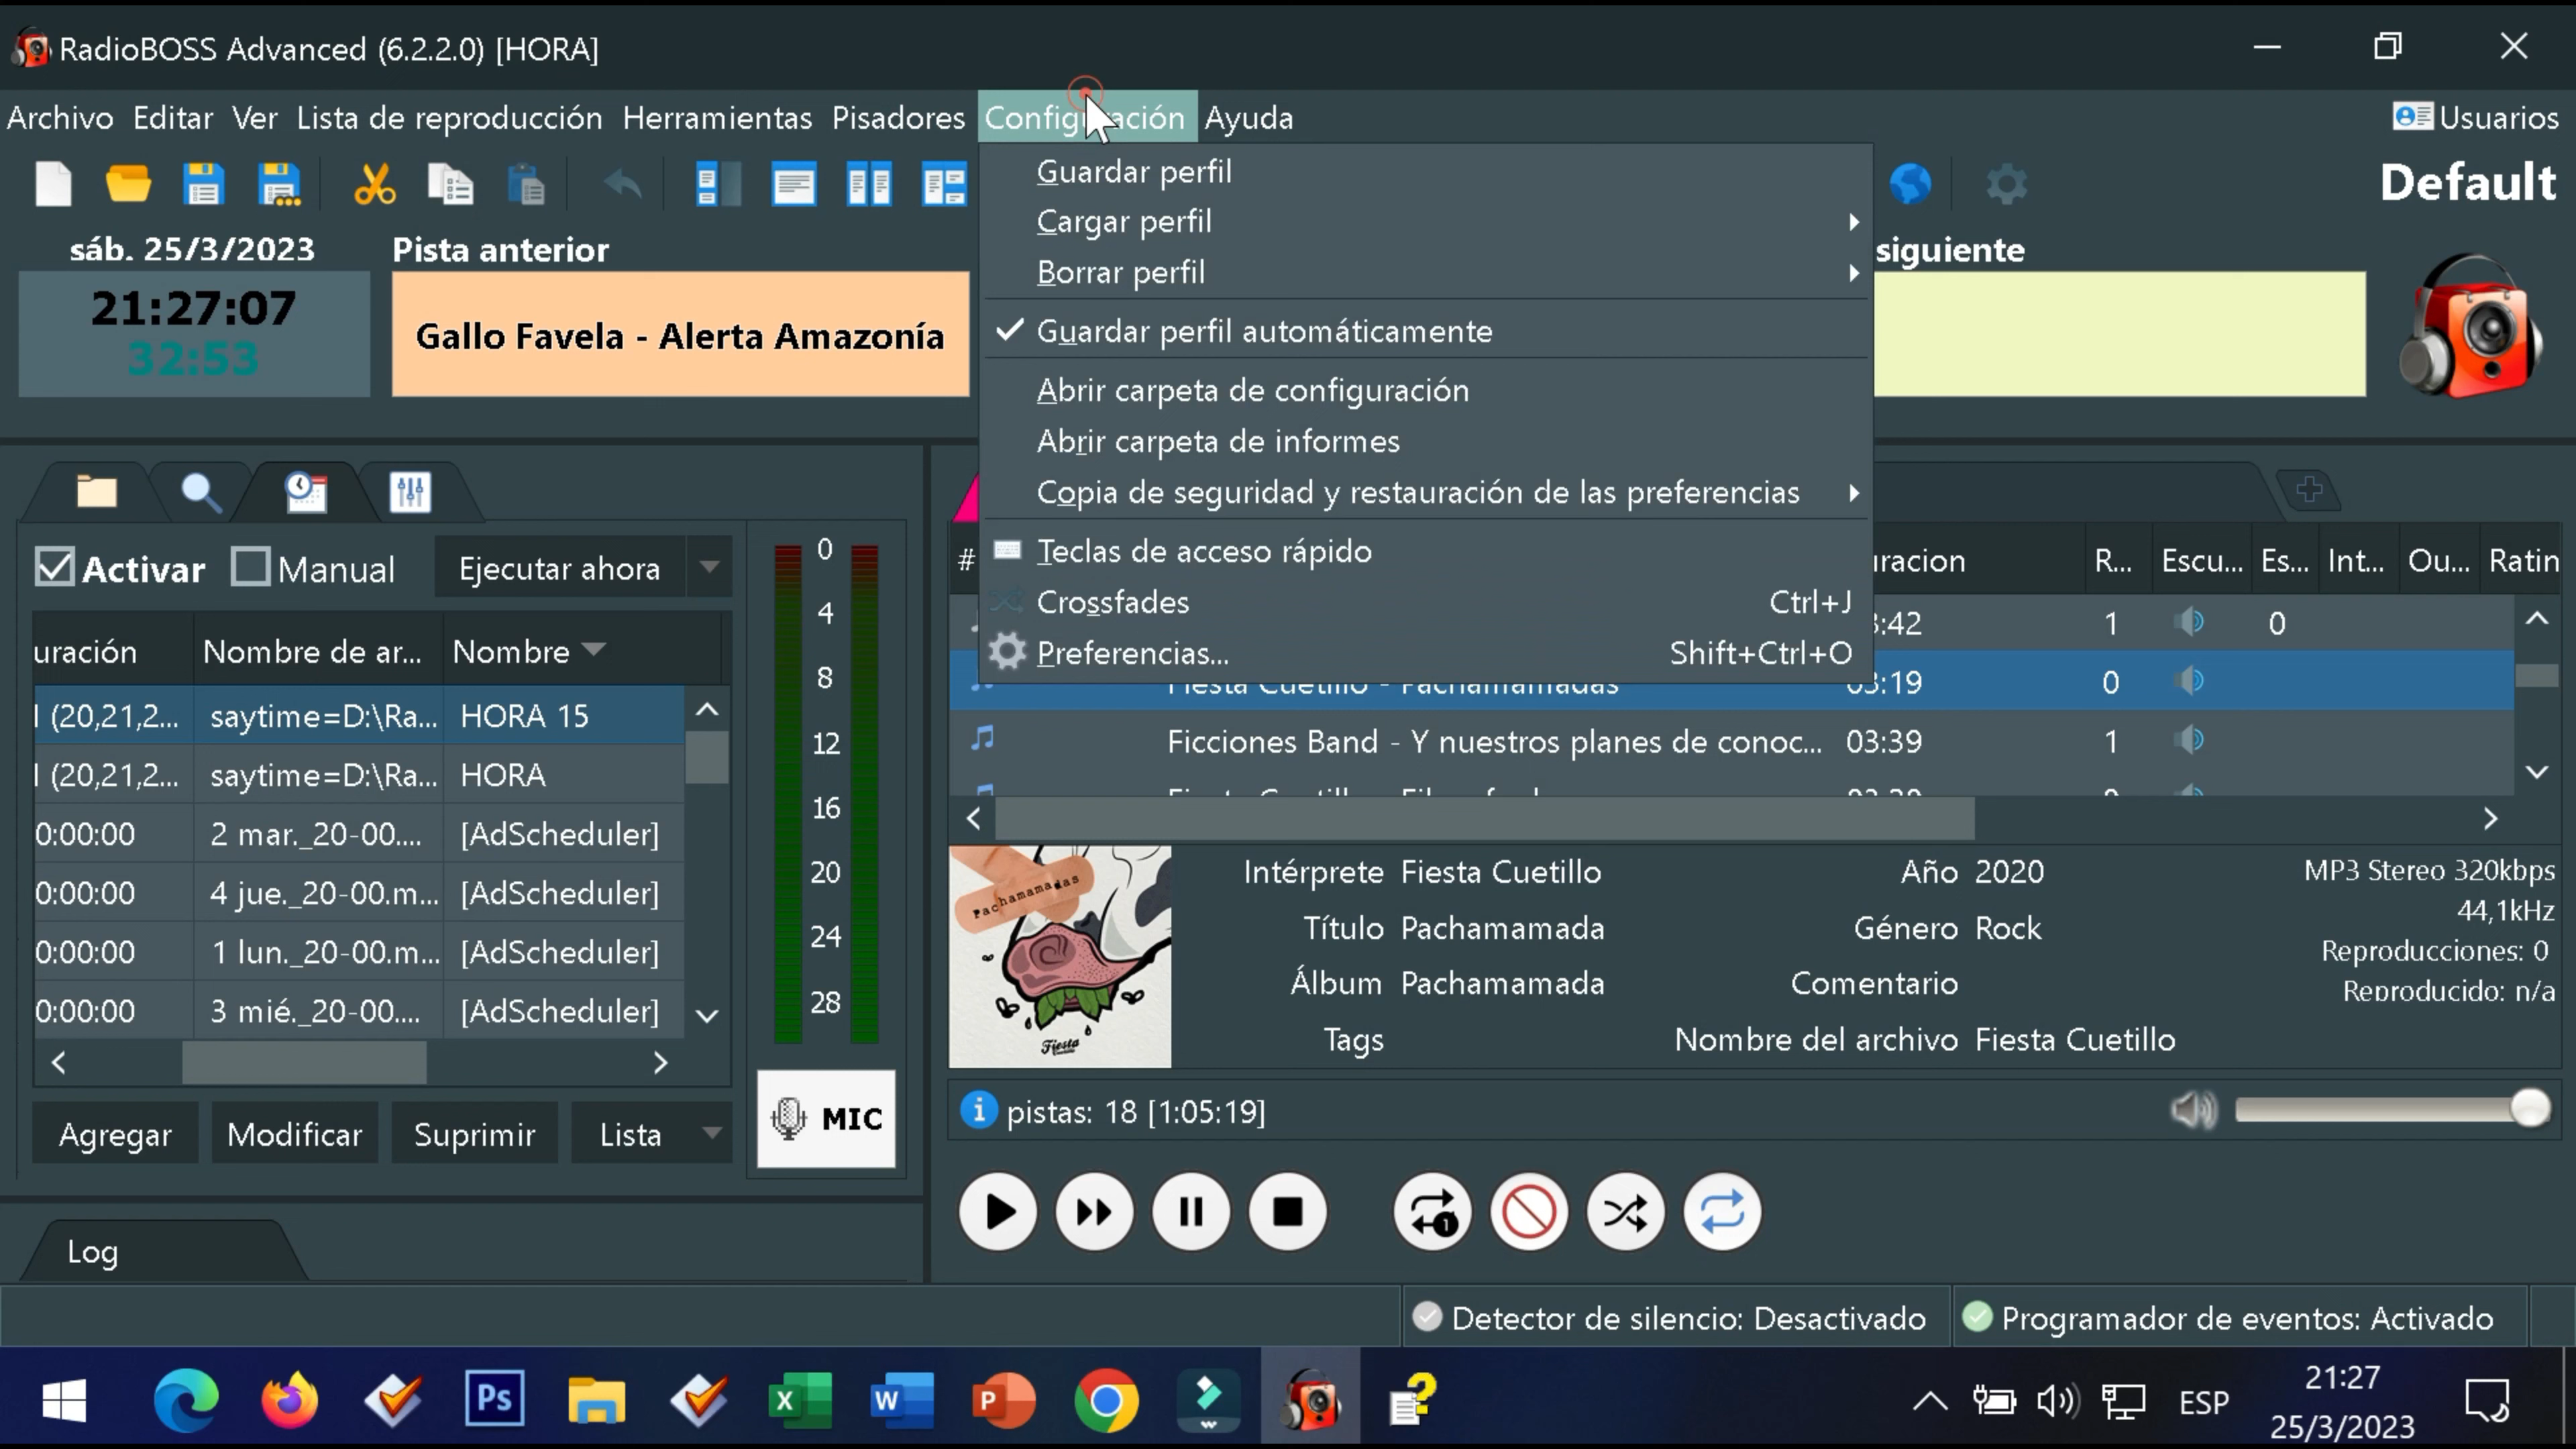 RadioBOSS Advanced (6.2.2.0) [HORA]
Archivo Editar Ver Lista de reproducción Herramientas Pisadores Configuración Ayuda
Usuarios
Default
Guardar perfil
Cargar perfil
Borrar perfil
Guardar perfil automáticamente
Abrir carpeta de configuración
Abrir carpeta de informes
Copia de seguridad y restauración de las preferencias
Teclas de acceso rápido
Crossfades Ctrl+J
Preferencias... Shift+Ctrl+O
sáb. 25/3/2023
21:27:07
32:53
Pista anterior
Gallo Favela - Alerta Amazonía
siguiente
Activar Manual Ejecutar ahora
uración Nombre de ar... Nombre
(20,21,2... saytime=D:\Ra... HORA 15
(20,21,2... saytime=D:\Ra... HORA
0:00:00 2 mar._20-00.... [AdScheduler]
0:00:00 4 jue._20-00.m... [AdScheduler]
0:00:00 1 lun._20-00.m... [AdScheduler]
0:00:00 3 mié._20-00.... [AdScheduler]
Agregar Modificar Suprimir Lista
0
4
8
12
16
20
24
28
MIC
# uracion R... Escu... Es... Int... Ou... Ratin
:42 1 0
Fiesta Cuetillo - Pachamamadas 03:19 0
Ficciones Band - Y nuestros planes de conoc... 03:39 1
Pachamamadas
Fiesta
Intérprete Fiesta Cuetillo
Título Pachamamada
Álbum Pachamamada
Tags
Año 2020
Género Rock
Comentario
Nombre del archivo Fiesta Cuetillo
MP3 Stereo 320kbps
44,1kHz
Reproducciones: 0
Reproducido: n/a
pistas: 18 [1:05:19]
1
Log
Detector de silencio: Desactivado
Programador de eventos: Activado
Ps
X
W
P
ESP
21:27
25/3/2023